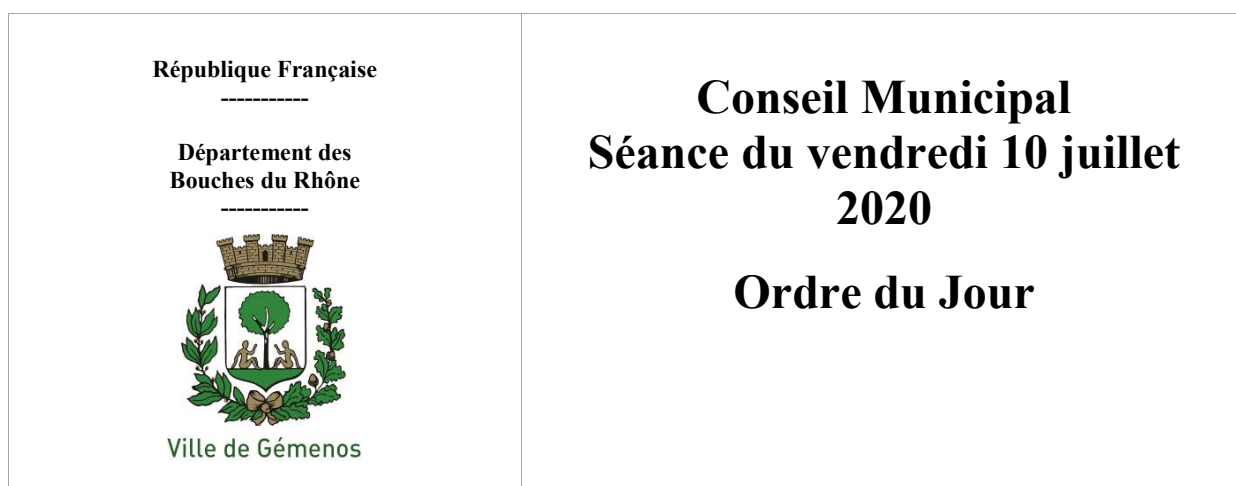 République Française
-----------
Département des
Bouches du Rhône
-----------
Ville de Gémenos
Conseil Municipal
Séance du vendredi 10 juillet
2020
Ordre du Jour